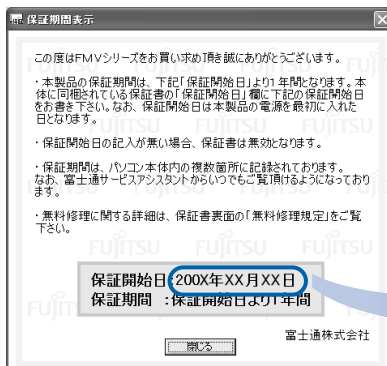 保証期間表示
この度はFMVシリーズをお買い求め頂き誠にありがとうございます。
・本製品の保証期間は、下記「保証開始日」より1年間となります。本
体に同梱されている保証書の「保証開始日」欄に下記の保証開始日
をお書き下さい。なお、保証開始日は本製品の電源を最初に入れた
日となります。
・保証開始日の記入が無い場合、保証書は無効となります。
・保証期間は、パソコン本体内の複数箇所に記録されております。
なお、富士通サービスアシスタントからいつでもご覧頂けるようになっており
ます。
・無料修理に関する詳細は、保証書裏面の「無料修理規定」をご覧
下さい。
保証開始日:200X年XX月XX日
保証期間 :保証開始日より1年間
富士通株式会社
閉じる